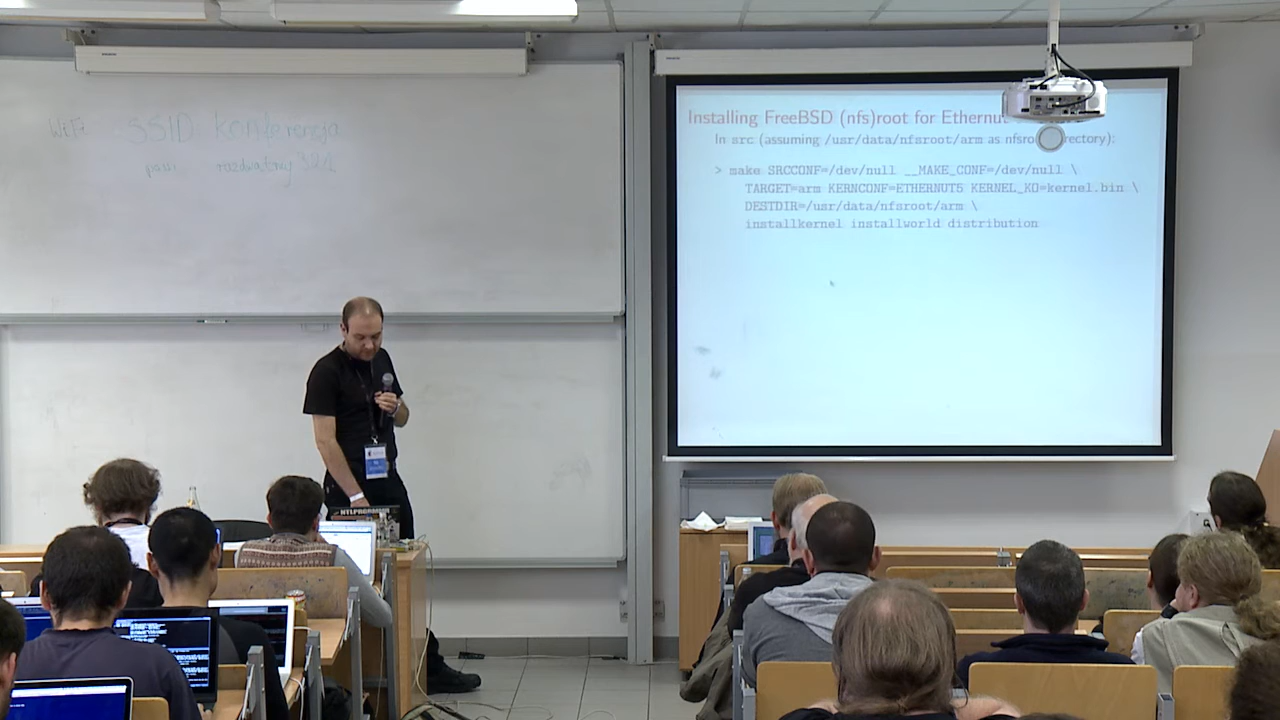 WiFi SSID konferencja
pass rozdwatnij 321
Installing FreeBSD (nfs)root for Ethernut
In src (assuming /usr/data/nfsroot/arm as nfsroot directory):
> make SRCCONF=/dev/null __MAKE_CONF=/dev/null \
TARGET=arm KERNCONF=ETHERNUT5 KERNEL_KO=kernel.bin \
DESTDIR=/usr/data/nfsroot/arm \
installkernel installworld distribution